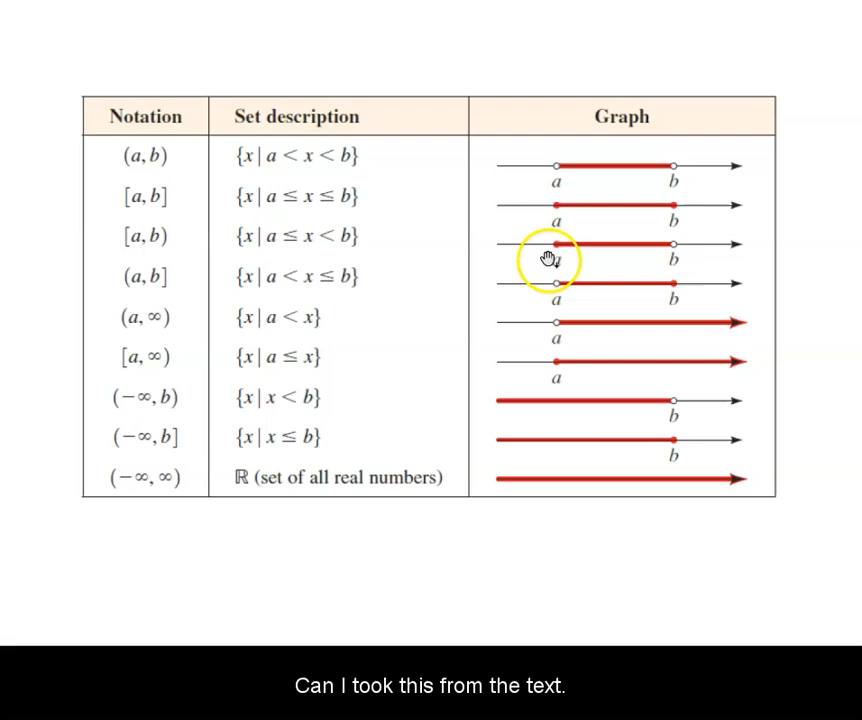 Notation Set description Graph
(a, b) {x | a < x < b}
a b
[a, b] {x | a ≤ x ≤ b}
a b
[a, b) {x | a ≤ x < b}
a b
(a, b] {x | a < x ≤ b}
a b
(a, ∞) {x | a < x}
a
[a, ∞) {x | a ≤ x}
a
(−∞, b) {x | x < b}
b
(−∞, b] {x | x ≤ b}
b
(−∞, ∞) ℝ (set of all real numbers)
Can I took this from the text.